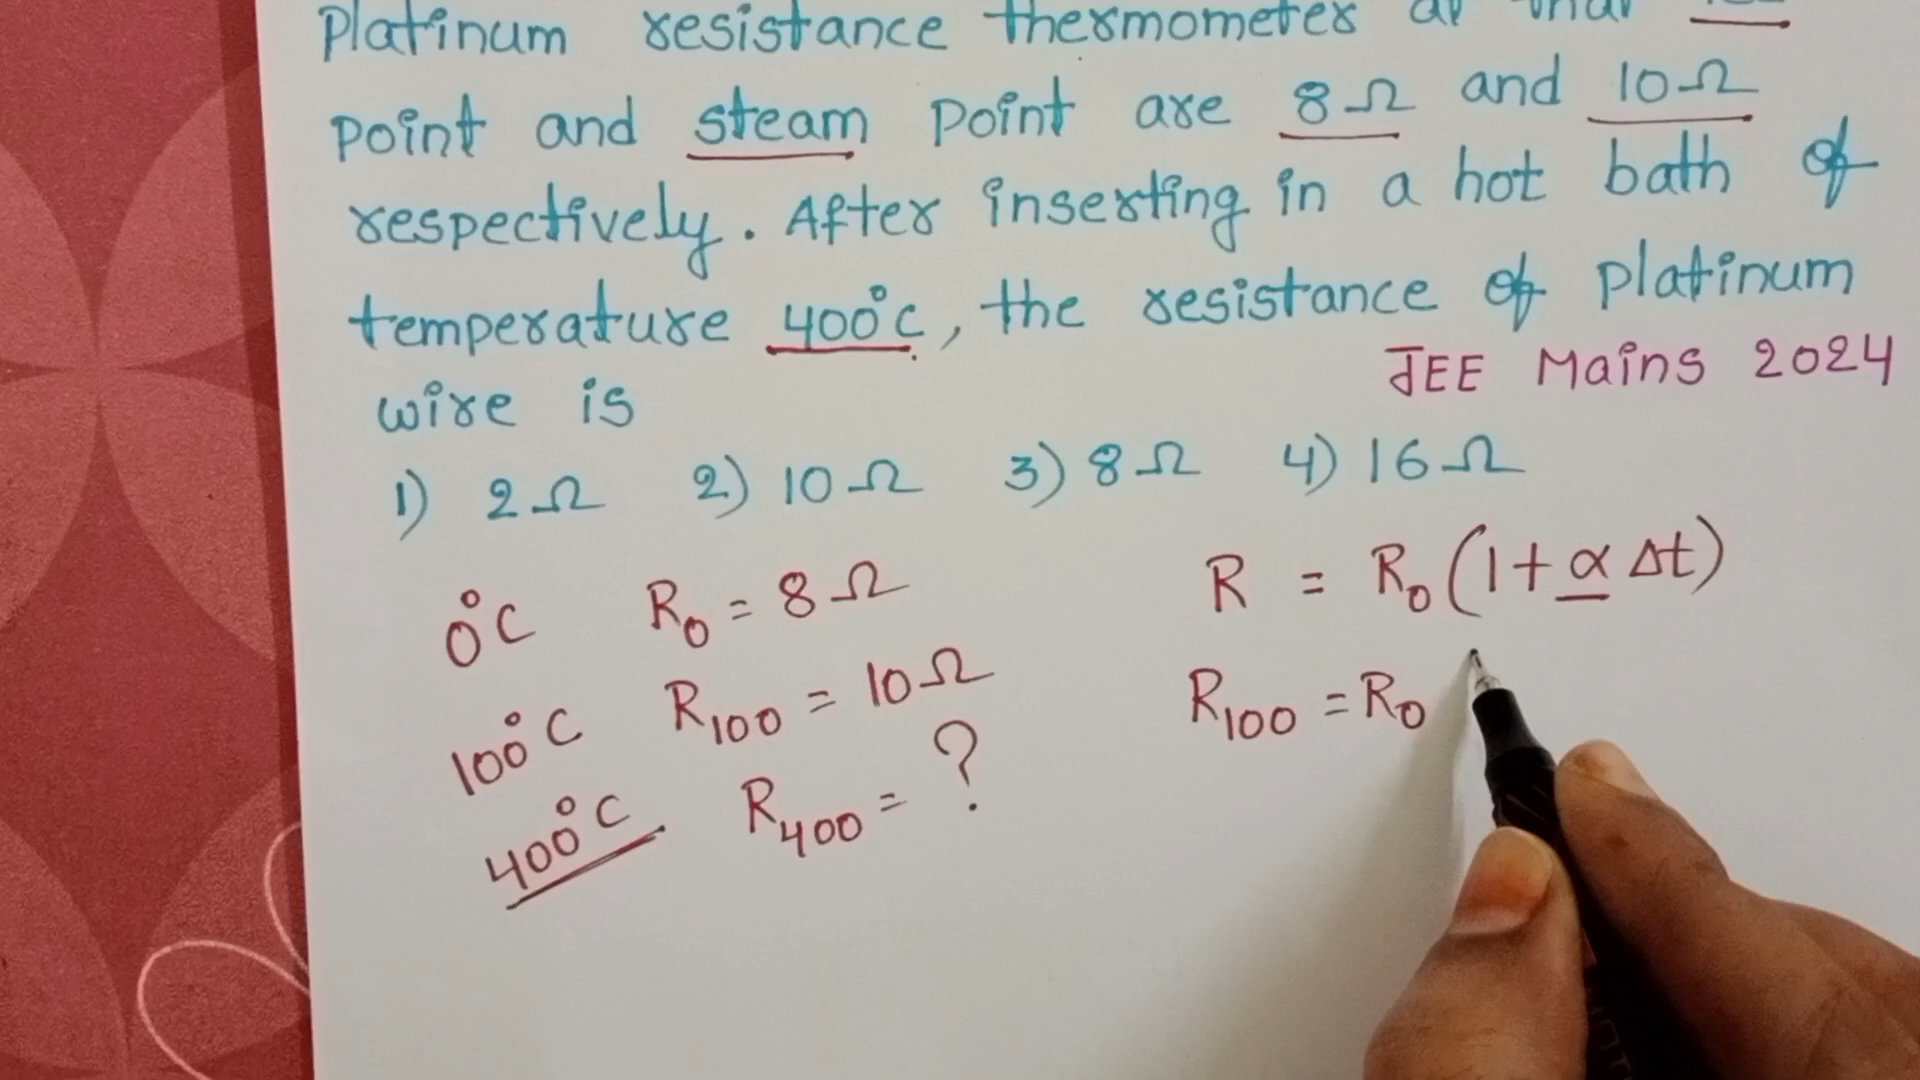 Platinum resistance thermometer at
point and steam point are 8Ω and 10Ω
respectively. After inserting in a hot bath of
temperature 400°C, the resistance of platinum
wire is
JEE Mains 2024
1) 2Ω 2) 10Ω 3) 8Ω 4) 16Ω
0°C R₀ = 8Ω
R = R₀(1+αΔt)
100°C R₁₀₀ = 10Ω
R₁₀₀ = R₀
400°C R₄₀₀ = ?